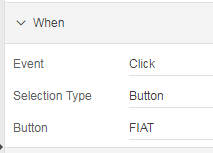 When
Event Click
Selection Type Button
Button FIAT